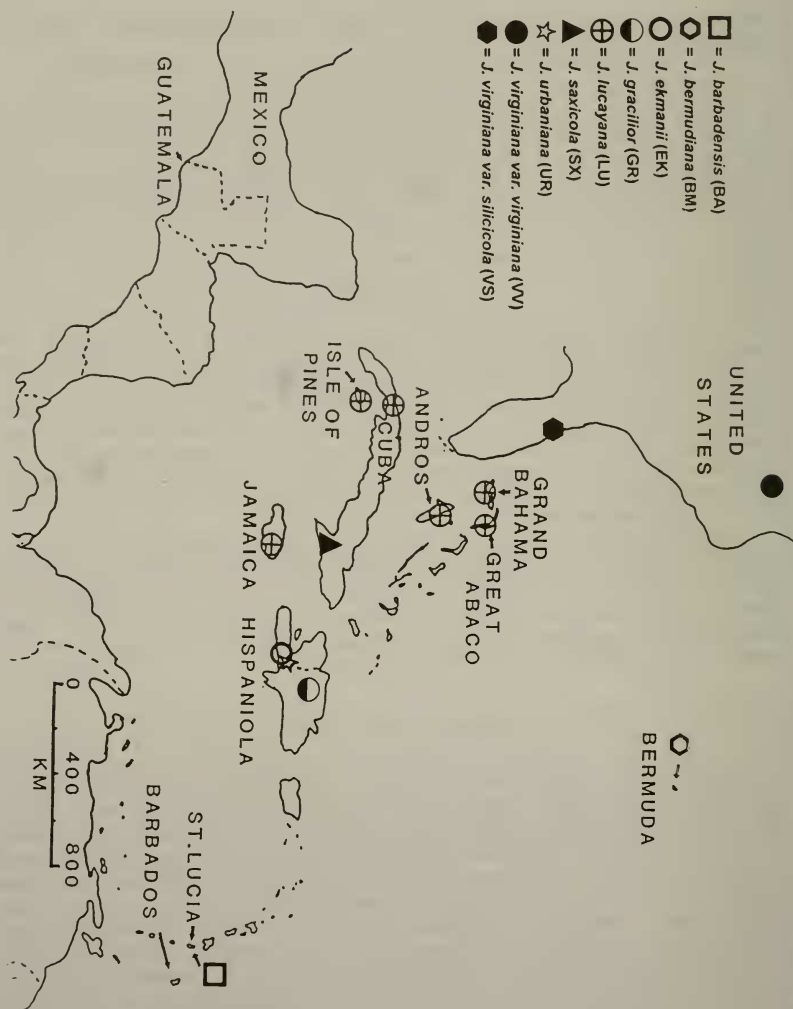 = J. barbadensis (BA)
= J. bermudiana (BM)
= J. ekmanii (EK)
= J. gracilior (GR)
= J. lucayana (LU)
= J. saxicola (SX)
= J. urbaniana (UR)
= J. virginiana var. virginiana (VV)
= J. virginiana var. silicicola (VS)
UNITED
STATES
BERMUDA
GRAND
BAHAMA
GREAT
ABACO
ANDROS
CUBA
ISLE OF
PINES
MEXICO
GUATEMALA
JAMAICA
HISPANIOLA
ST.LUCIA
BARBADOS
0 400 800
KM